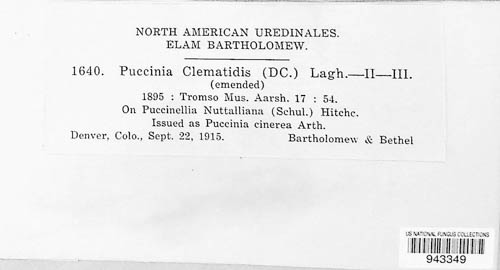 NORTH AMERICAN UREDINALES.
ELAM BARTHOLOMEW.
1640. Puccinia Clematidis (DC.) Lagh.—II—III.
(emended)
1895 : Tromso Mus. Aarsh. 17 : 54.
On Puccinellia Nuttalliana (Schul.) Hitchc.
Issued as Puccinia cinerea Arth.
Denver, Colo., Sept. 22, 1915. Bartholomew & Bethel
US NATIONAL FUNGUS COLLECTIONS
943349